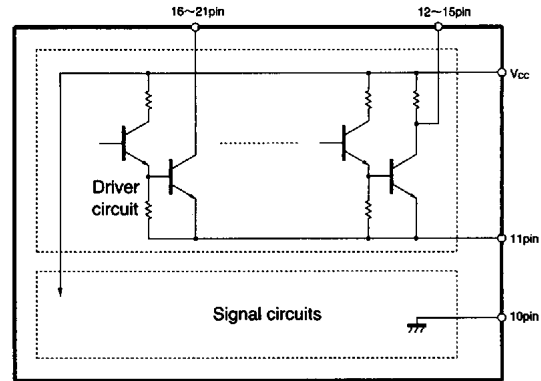 16～21pin
12～15pin
Vcc
Driver
circuit
11pin
Signal circuits
10pin